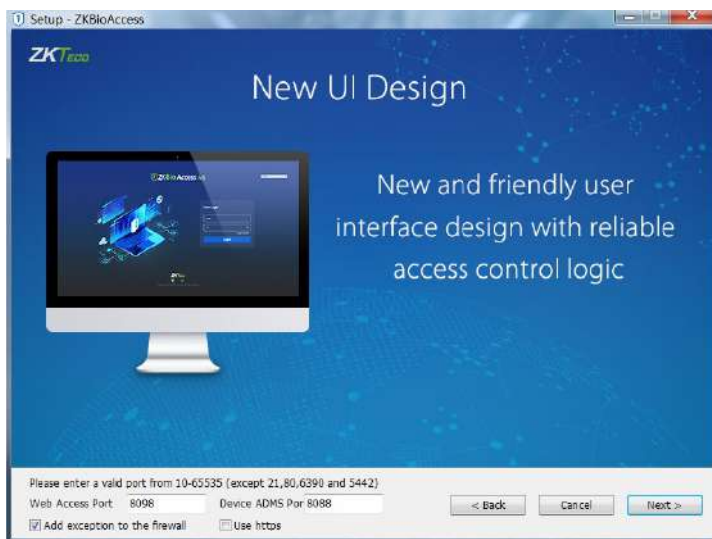 Setup - ZKBioAccess
ZKTECO
New UI Design
ZKBioAccess
New and friendly user
interface design with reliable
access control logic
Please enter a valid port from 10-65535 (except 21,80,6390 and 5442)
Web Access Port 8098 Device ADMS Por 8088
< Back Cancel Next >
Add exception to the firewall Use https